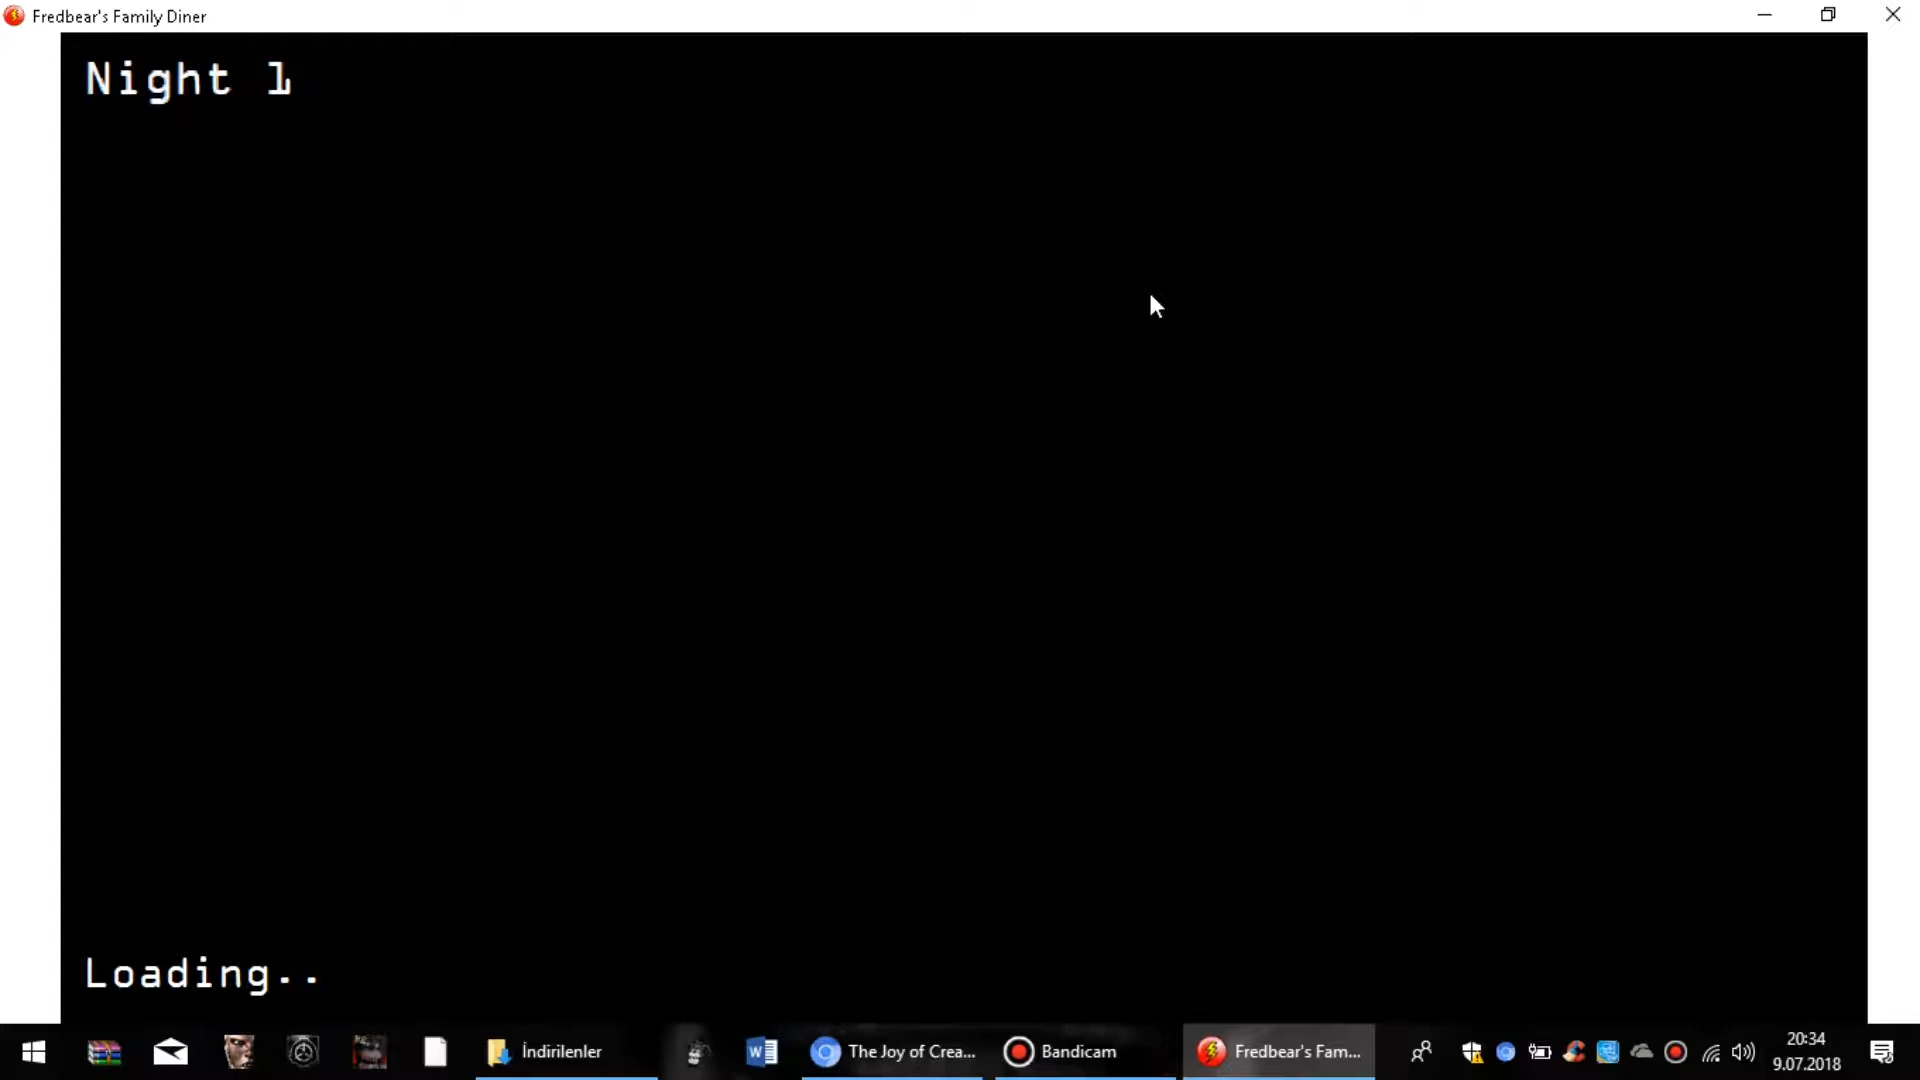 Fredbear's Family Diner
Night 1
Loading..
İndirilenler
The Joy of Crea...
Bandicam
Fredbear's Fam...
20:34
9.07.2018